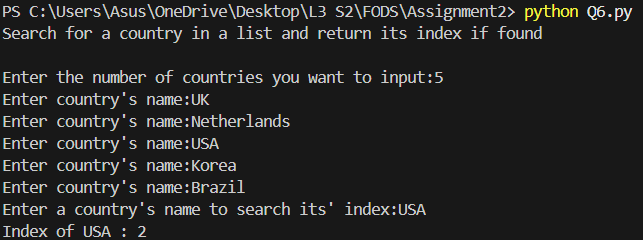 PS C:\Users\Asus\OneDrive\Desktop\L3 S2\FODS\Assignment2> python Q6.py
Search for a country in a list and return its index if found
Enter the number of countries you want to input:5
Enter country's name:UK
Enter country's name:Netherlands
Enter country's name:USA
Enter country's name:Korea
Enter country's name:Brazil
Enter a country's name to search its' index:USA
Index of USA : 2